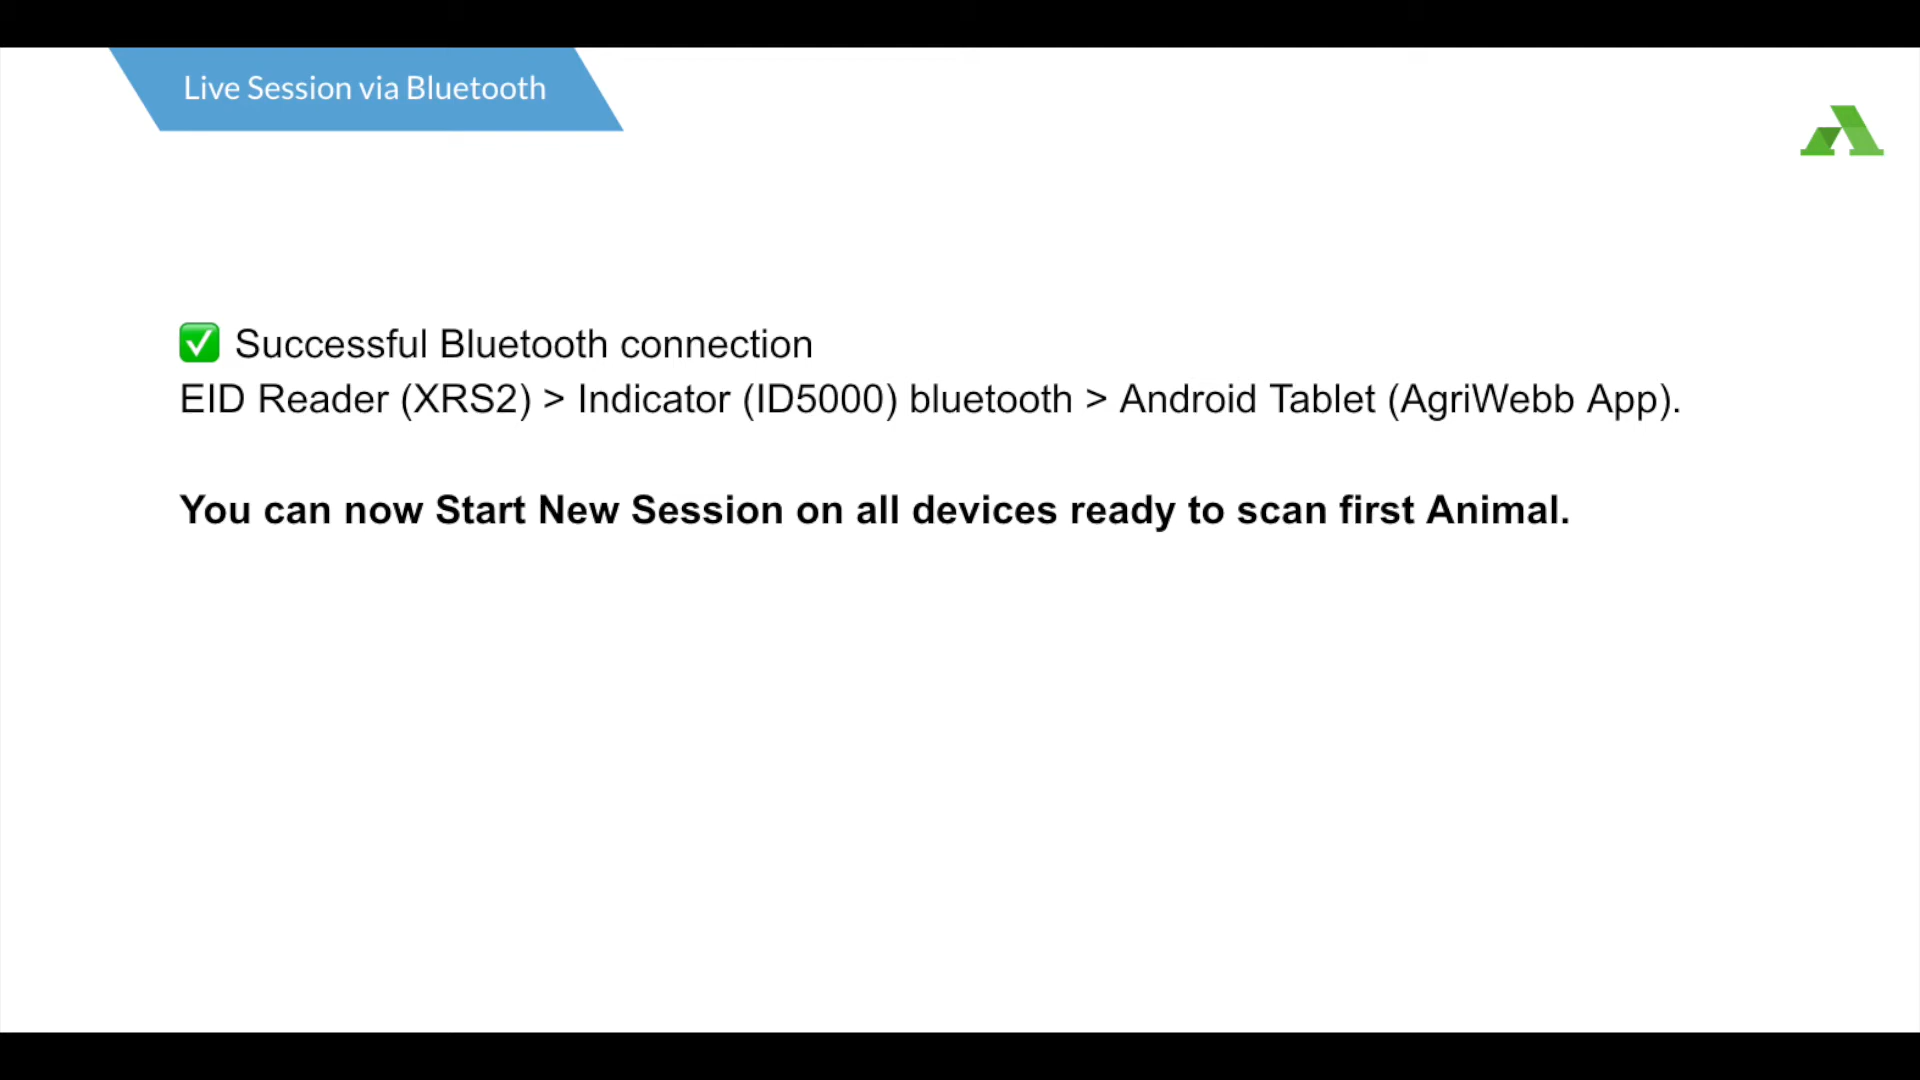 Live Session via Bluetooth
✅ Successful Bluetooth connection
EID Reader (XRS2) > Indicator (ID5000) bluetooth > Android Tablet (AgriWebb App).
You can now Start New Session on all devices ready to scan first Animal.